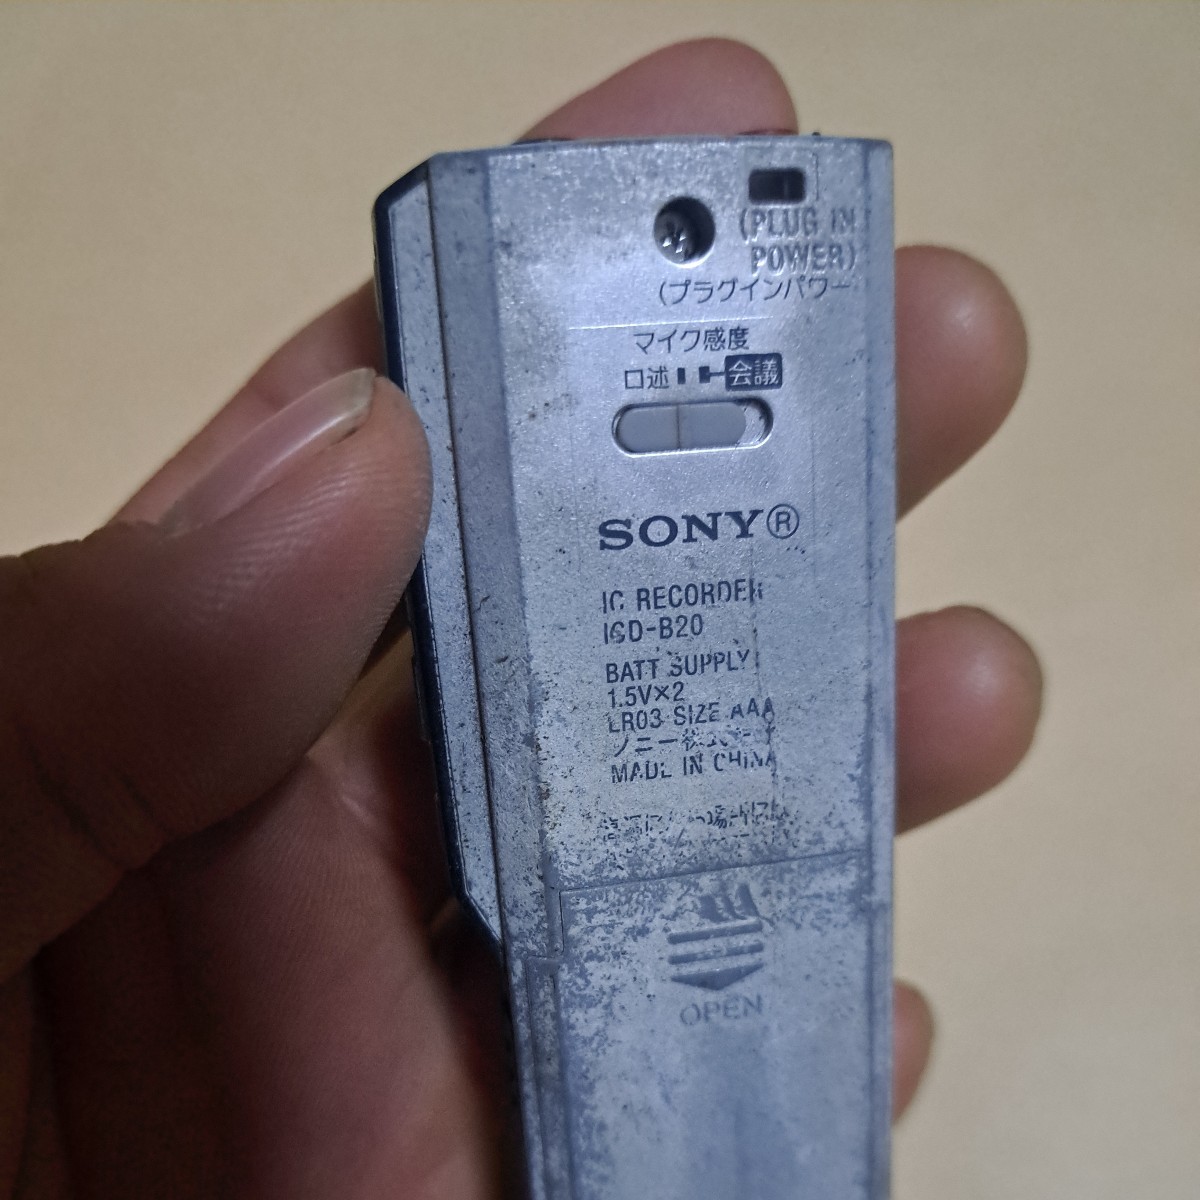 (PLUG IN
POWER)
(プラグインパワー
マイク感度
口述 会議
SONY®
IC RECORDER
ICD-B20
BATT SUPPLY
1.5V×2
LR03 SIZE AAA
MADE IN CHINA
OPEN